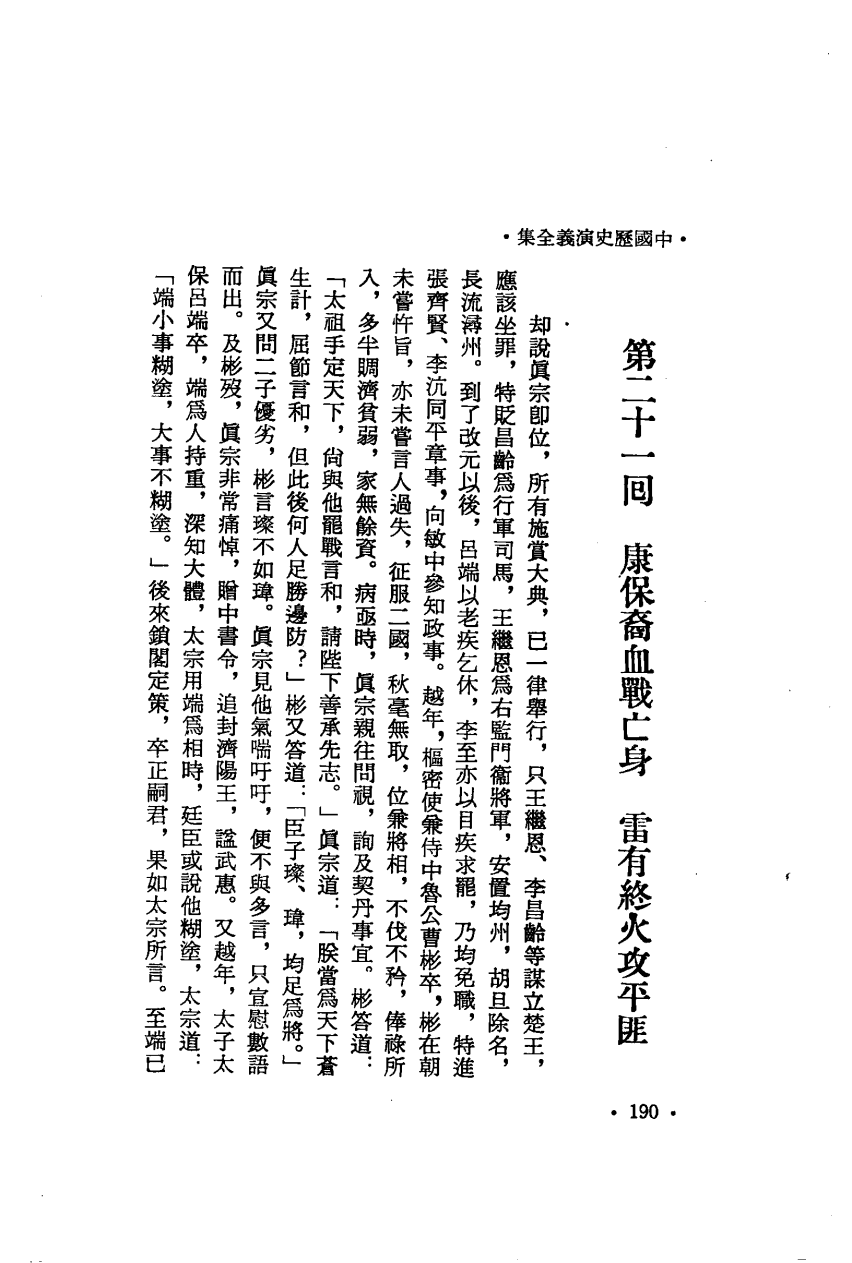 ·中國歷史演義全集·
第二十一回　康保裔血戰亡身　雷有終火攻平匪
却說眞宗卽位，所有施賞大典，已一律舉行，只王繼恩、李昌齡等謀立楚王，
應該坐罪，特貶昌齡爲行軍司馬，王繼恩爲右監門衞將軍，安置均州，胡旦除名，
長流潯州。到了改元以後，呂端以老疾乞休，李至亦以目疾求罷，乃均免職，特進
張齊賢、李沆同平章事，向敏中參知政事。越年，樞密使兼侍中魯公曹彬卒，彬在朝
未嘗忤旨，亦未嘗言人過失，征服二國，秋毫無取，位兼將相，不伐不矜，俸祿所
入，多半賙濟貧弱，家無餘資。病亟時，眞宗親往問視，詢及契丹事宜。彬答道：
「太祖手定天下，尙與他罷戰言和，請陛下善承先志。」眞宗道：「朕當爲天下蒼
生計，屈節言和，但此後何人足勝邊防？」彬又答道：「臣子璨、瑋，均足爲將。」
眞宗又問二子優劣，彬言璨不如瑋。眞宗見他氣喘吁吁，便不與多言，只宣慰數語
而出。及彬歿，眞宗非常痛悼，贈中書令，追封濟陽王，諡武惠。又越年，太子太
保呂端卒，端爲人持重，深知大體，太宗用端爲相時，廷臣或說他糊塗，太宗道：
「端小事糊塗，大事不糊塗。」後來鎖閣定策，卒正嗣君，果如太宗所言。至端已
·190·